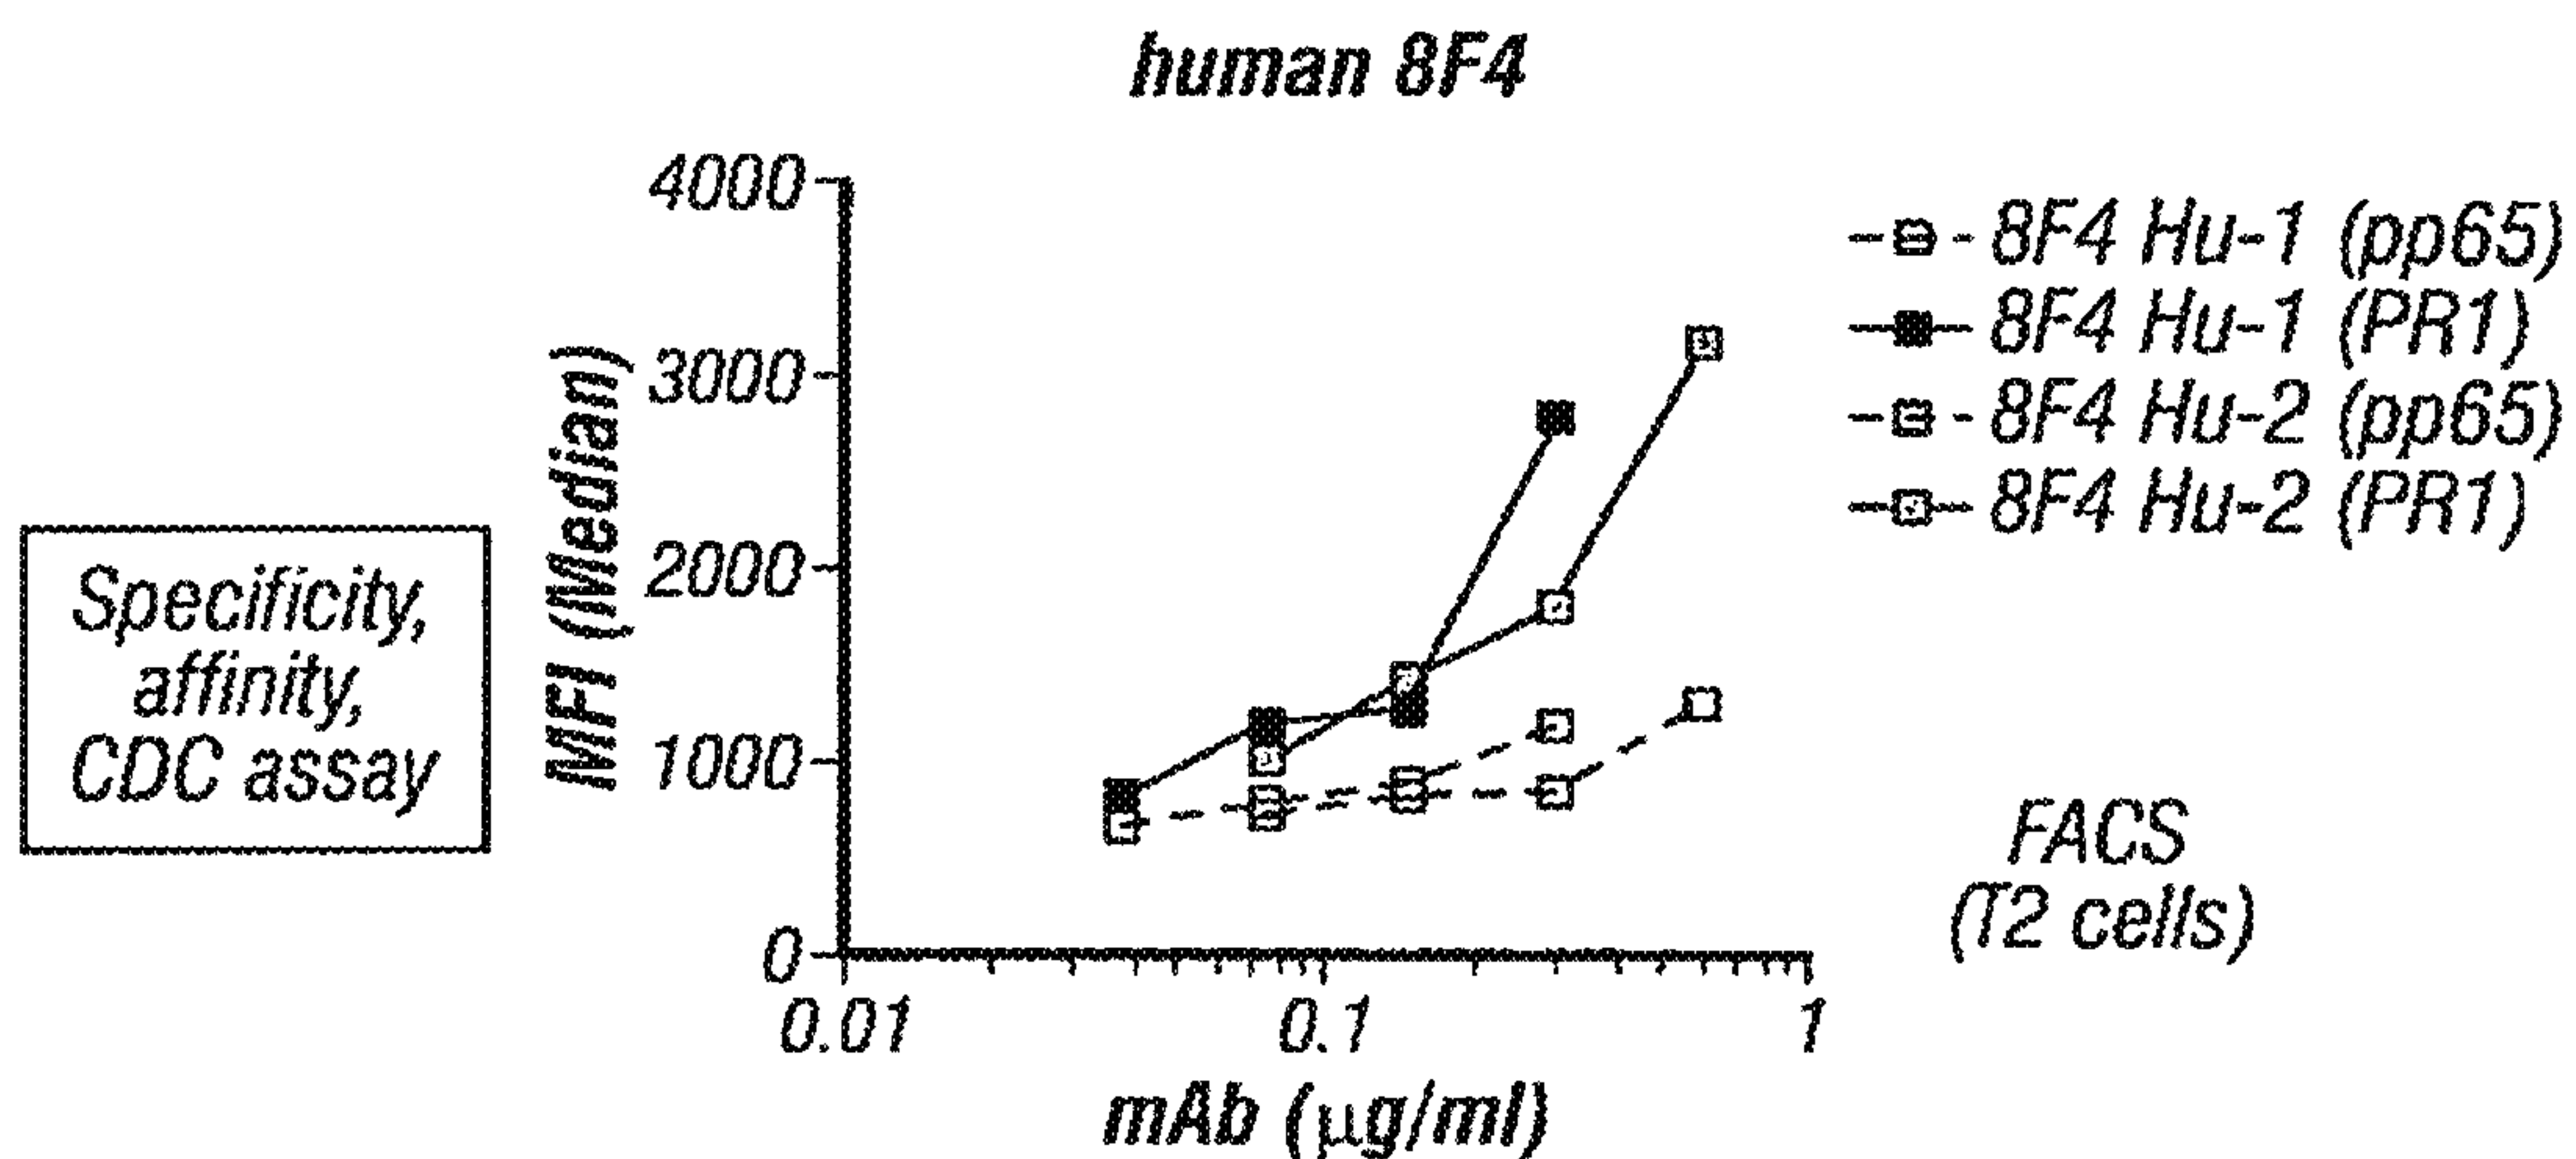 human 8F4
4000
3000
2000
1000
0
MFI (Median)
0.01
0.1
1
mAb (µg/ml)
8F4 Hu-1 (pp65)
8F4 Hu-1 (PR1)
8F4 Hu-2 (pp65)
8F4 Hu-2 (PR1)
Specificity,
affinity,
CDC assay
FACS
(T2 cells)